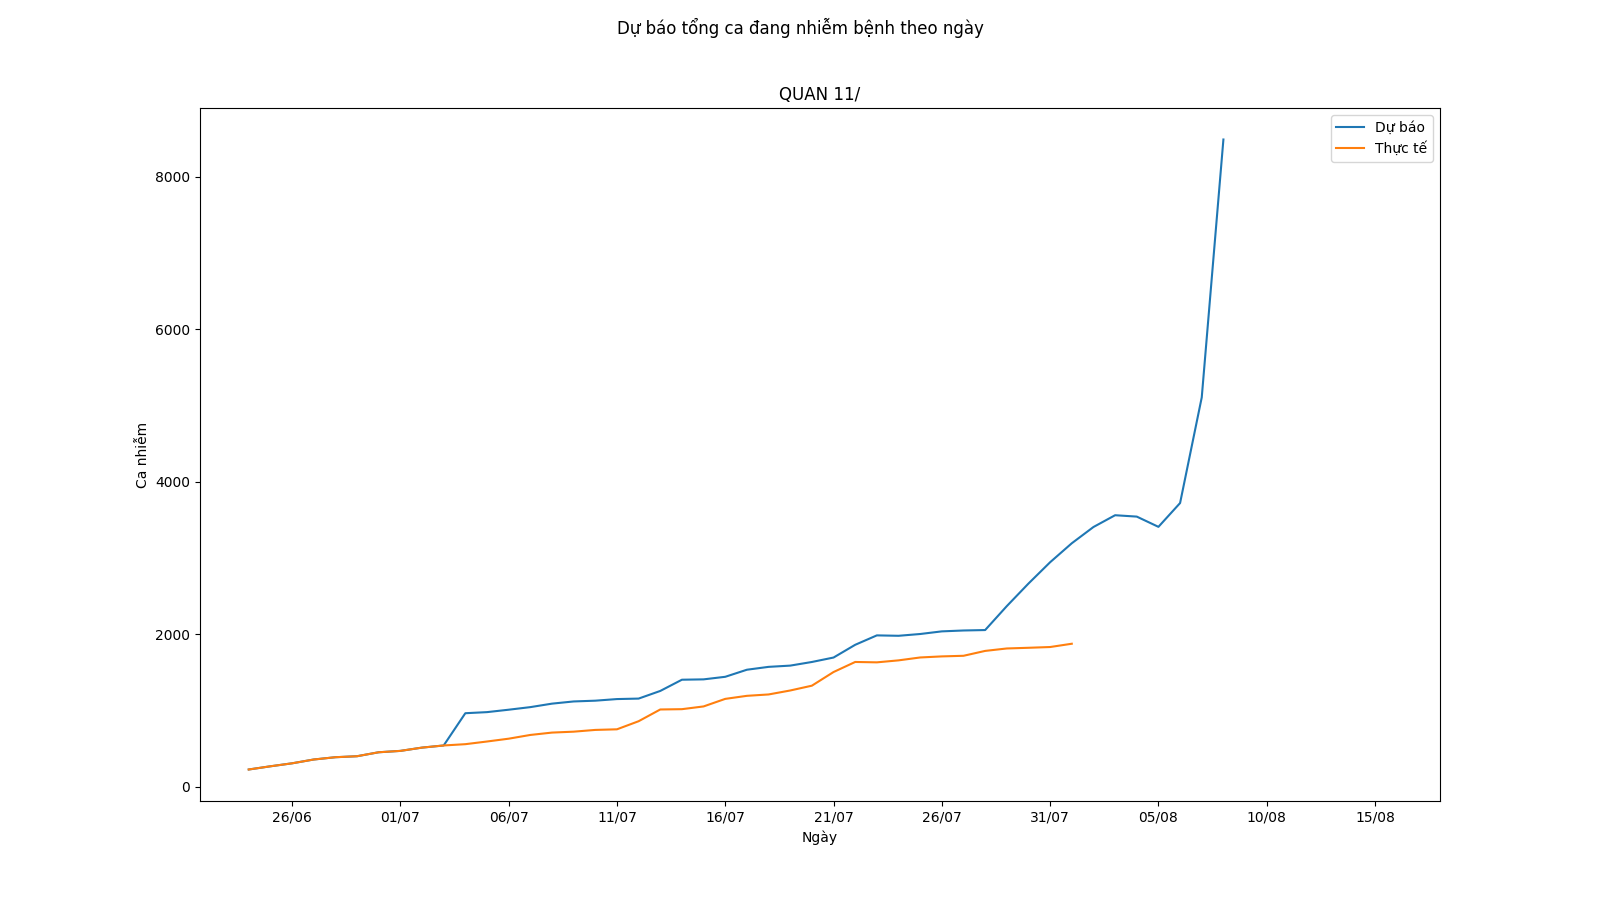 Dự báo tổng ca đang nhiễm bệnh theo ngày
QUAN 11/
Dự báo
Thực tế
8000
6000
4000
2000
0
Ca nhiễm
26/06 01/07 06/07 11/07 16/07 21/07 26/07 31/07 05/08 10/08 15/08
Ngày